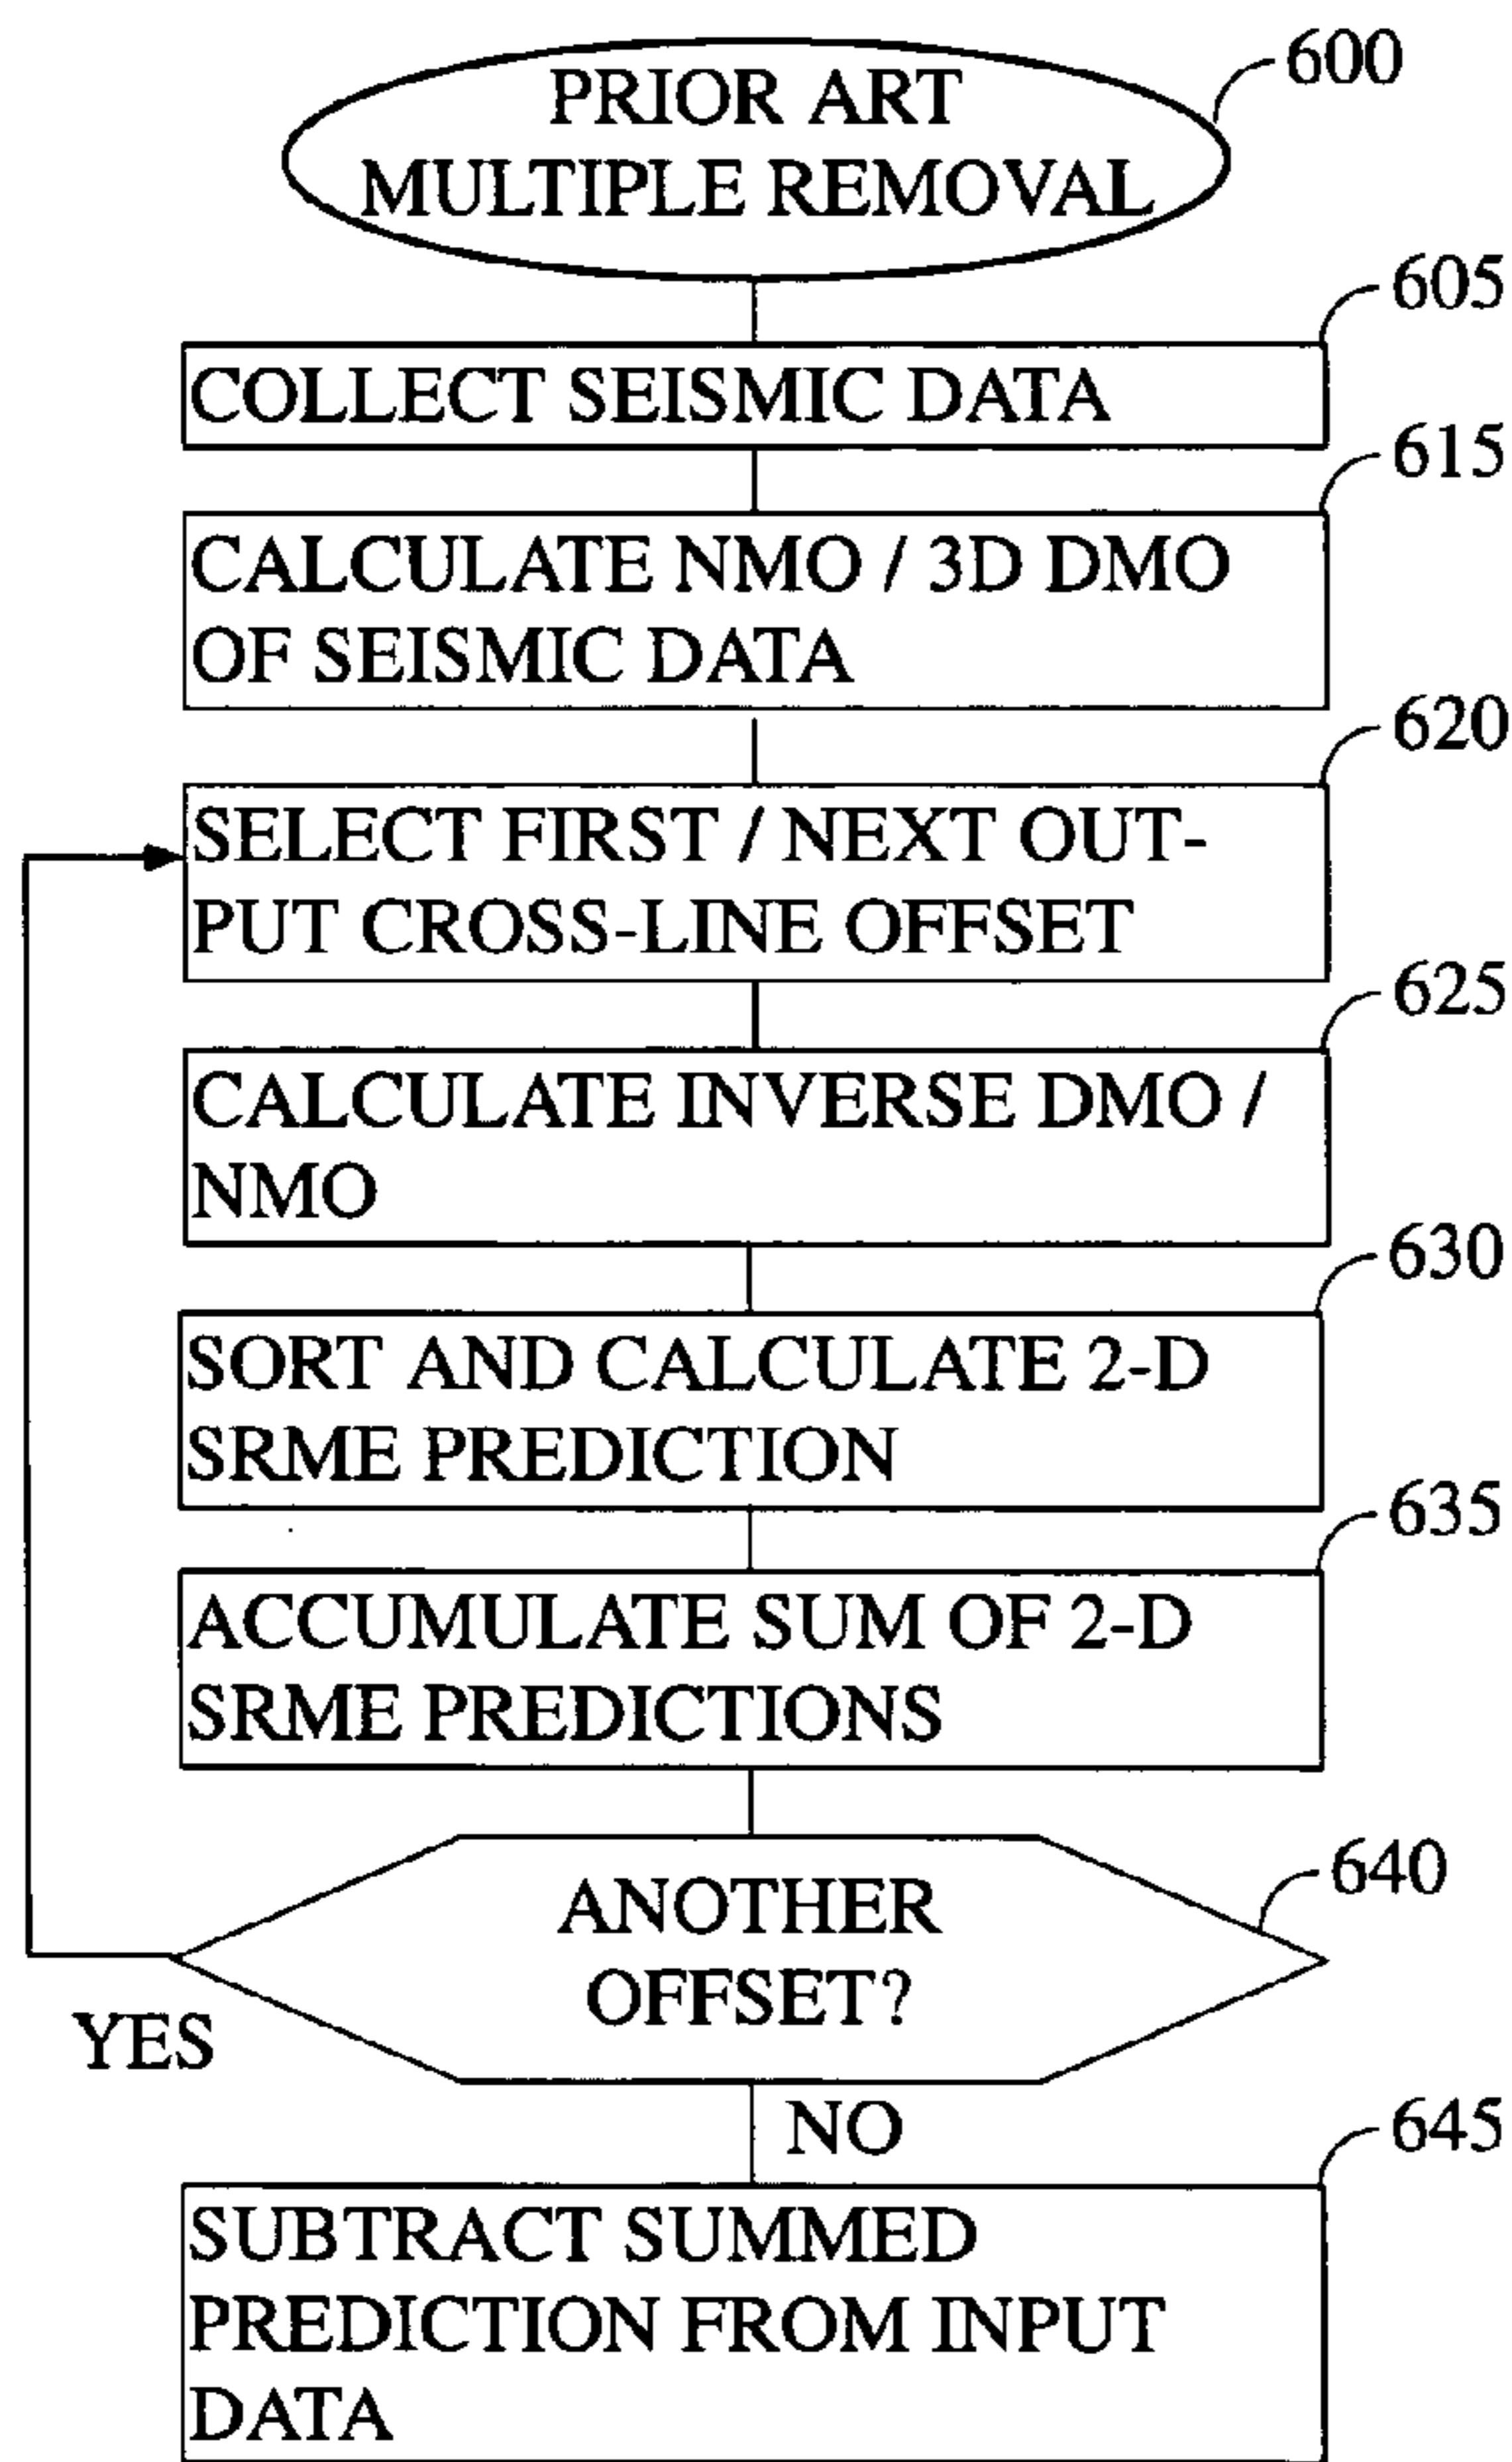 PRIOR ART
MULTIPLE REMOVAL
600
605
COLLECT SEISMIC DATA
615
CALCULATE NMO / 3D DMO
OF SEISMIC DATA
620
SELECT FIRST / NEXT OUT-
PUT CROSS-LINE OFFSET
625
CALCULATE INVERSE DMO /
NMO
630
SORT AND CALCULATE 2-D
SRME PREDICTION
635
ACCUMULATE SUM OF 2-D
SRME PREDICTIONS
640
ANOTHER
OFFSET?
YES
NO
645
SUBTRACT SUMMED
PREDICTION FROM INPUT
DATA